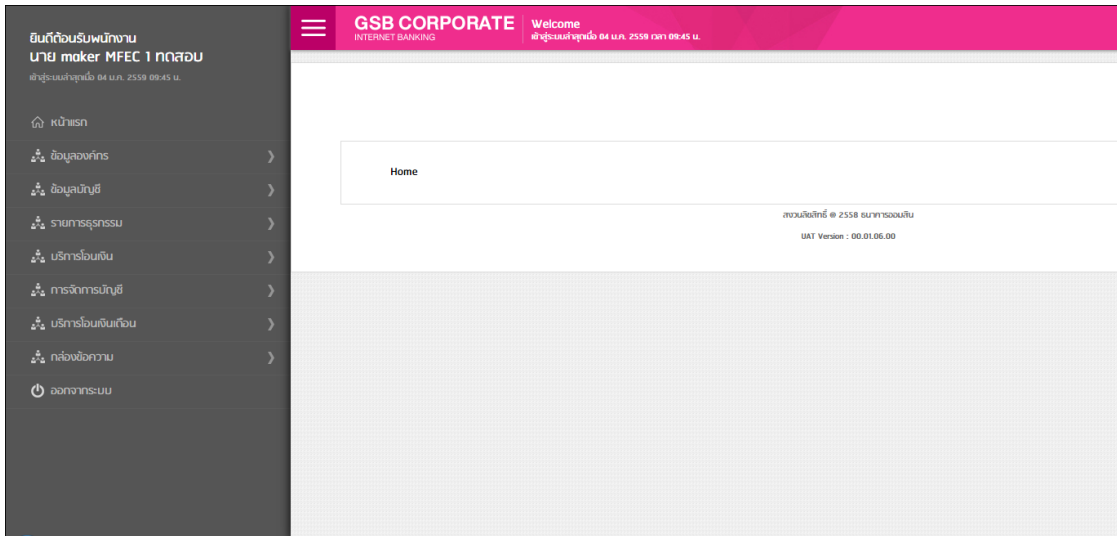 ยินดีต้อนรับพนักงาน
นาย maker MFEC 1 ทดสอบ
เข้าสู่ระบบล่าสุดเมื่อ 04 ม.ค. 2559 09:45 น.
หน้าแรก
ข้อมูลองค์กร
ข้อมูลบัญชี
รายการธุรกรรม
บริการโอนเงิน
การจัดการบัญชี
บริการโอนเงินเดือน
กล่องข้อความ
ออกจากระบบ
GSB CORPORATE
INTERNET BANKING
Welcome
เข้าสู่ระบบล่าสุดเมื่อ 04 ม.ค. 2559 เวลา 09:45 น.
Home
สงวนลิขสิทธิ์ @ 2558 ธนาคารออมสิน
UAT Version : 00.01.06.00